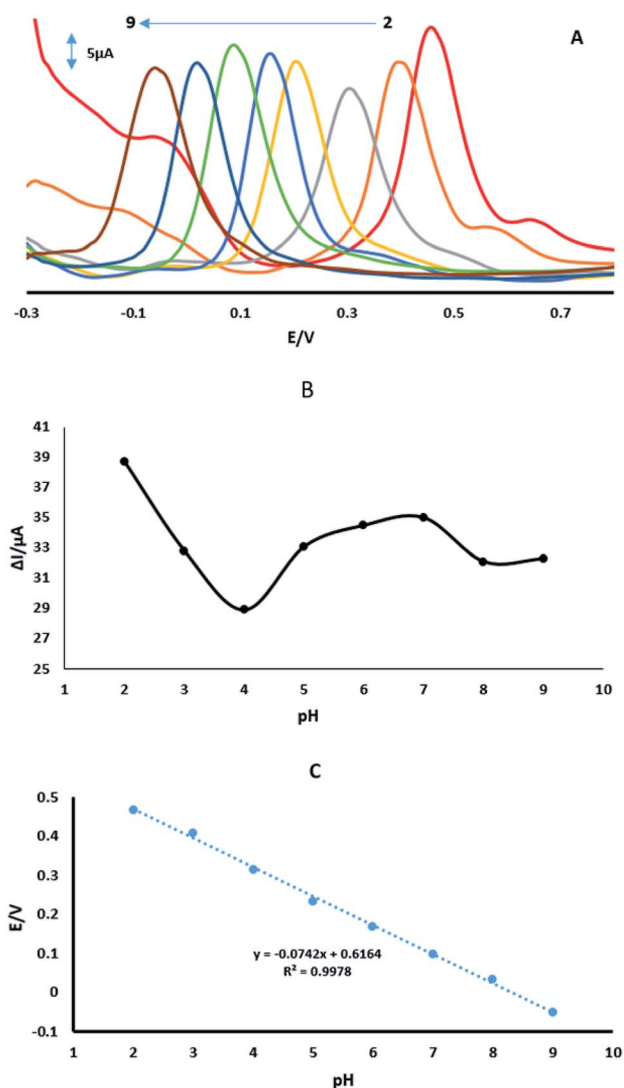 9 2
A
5µA
-0.3 -0.1 0.1 0.3 0.5 0.7
E/V
B
41
39
37
35
33
31
29
27
25
ΔI/µA
1 2 3 4 5 6 7 8 9 10
pH
C
0.5
0.4
0.3
0.2
0.1
0
-0.1
E/V
y = -0.0742x + 0.6164
R² = 0.9978
1 2 3 4 5 6 7 8 9 10
pH